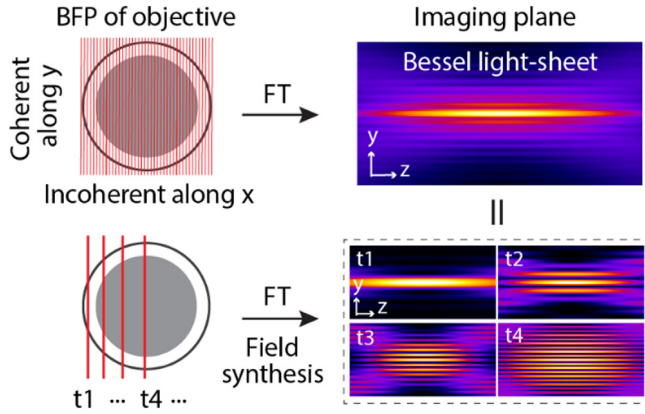 BFP of objective
Imaging plane
Coherent
along y
FT
Bessel light-sheet
y
z
Incoherent along x
=
FT
Field
synthesis
t1
y
z
t2
t3
t4
t1 ... t4 ...